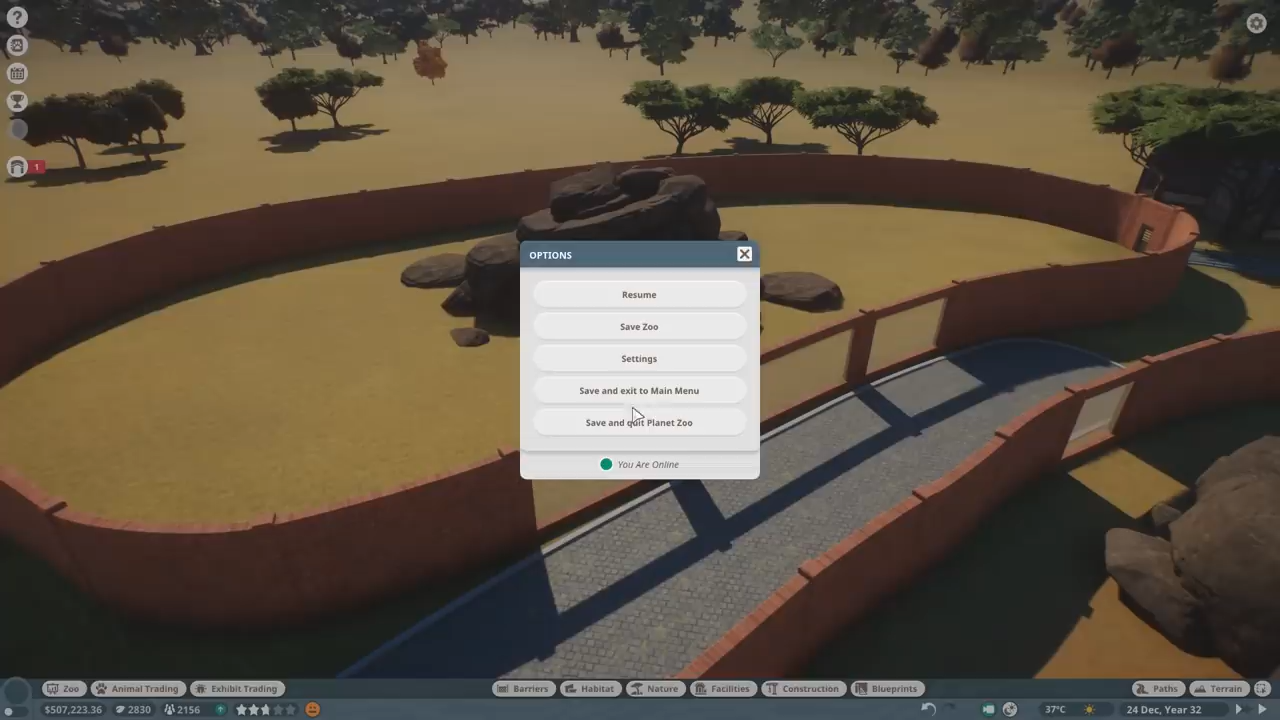 ?
1
OPTIONS
Resume
Save Zoo
Settings
Save and exit to Main Menu
Save and quit Planet Zoo
You Are Online
Zoo
Animal Trading
Exhibit Trading
Barriers
Habitat
Nature
Facilities
Construction
Blueprints
Paths
Terrain
$507,223.36
2830
2156
37°C
24 Dec, Year 32